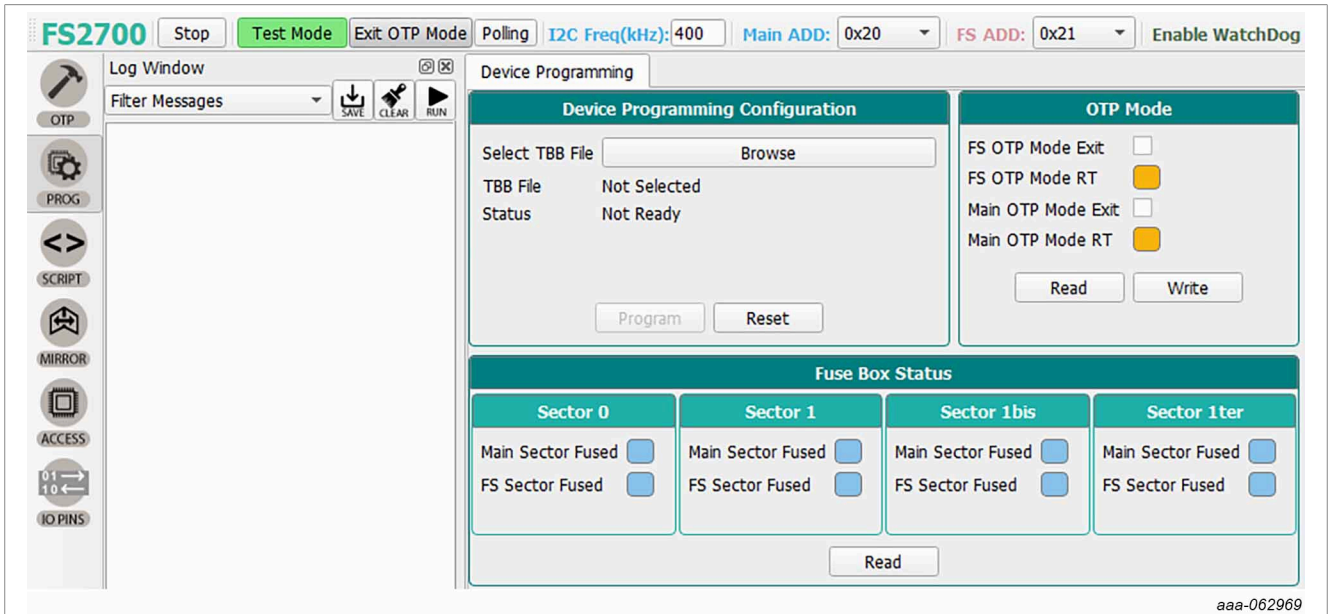 FS2700 Stop Test Mode Exit OTP Mode Polling I2C Freq(kHz): 400 Main ADD: 0x20 FS ADD: 0x21 Enable WatchDog
OTP
PROG
SCRIPT
MIRROR
ACCESS
01
10
IO PINS
Log Window
Filter Messages SAVE CLEAR RUN
Device Programming
Device Programming Configuration
Select TBB File Browse
TBB File Not Selected
Status Not Ready
Program Reset
OTP Mode
FS OTP Mode Exit
FS OTP Mode RT
Main OTP Mode Exit
Main OTP Mode RT
Read Write
Fuse Box Status
Sector 0
Main Sector Fused
FS Sector Fused
Sector 1
Main Sector Fused
FS Sector Fused
Sector 1bis
Main Sector Fused
FS Sector Fused
Sector 1ter
Main Sector Fused
FS Sector Fused
Read
aaa-062969